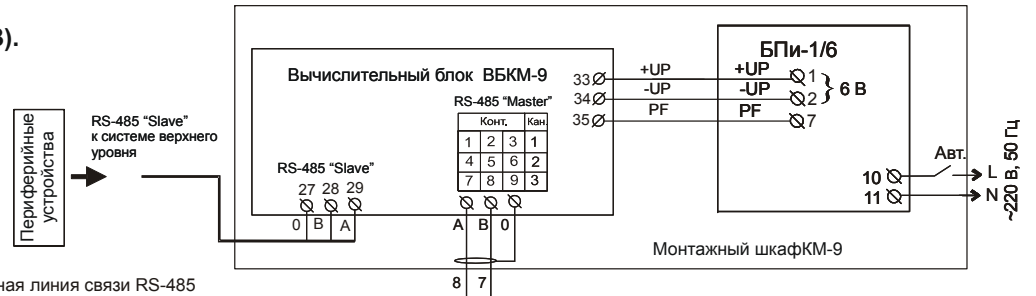 ).
Периферийные
устройства
RS-485 “Slave”
к системе верхнего
уровня
Вычислительный блок ВБКМ-9
RS-485 “Master”
Конт. Кан.
1 2 3 1
4 5 6 2
7 8 9 3
RS-485 “Slave”
27 28 29
0 B A
A B 0
8 7
33 +UP +UP 1
34 -UP -UP 2
35 PF PF 7
6 В
БПи-1/6
10
11
Авт.
L
N
~220 В, 50 Гц
Монтажный шкафКМ-9
ная линия связи RS-485